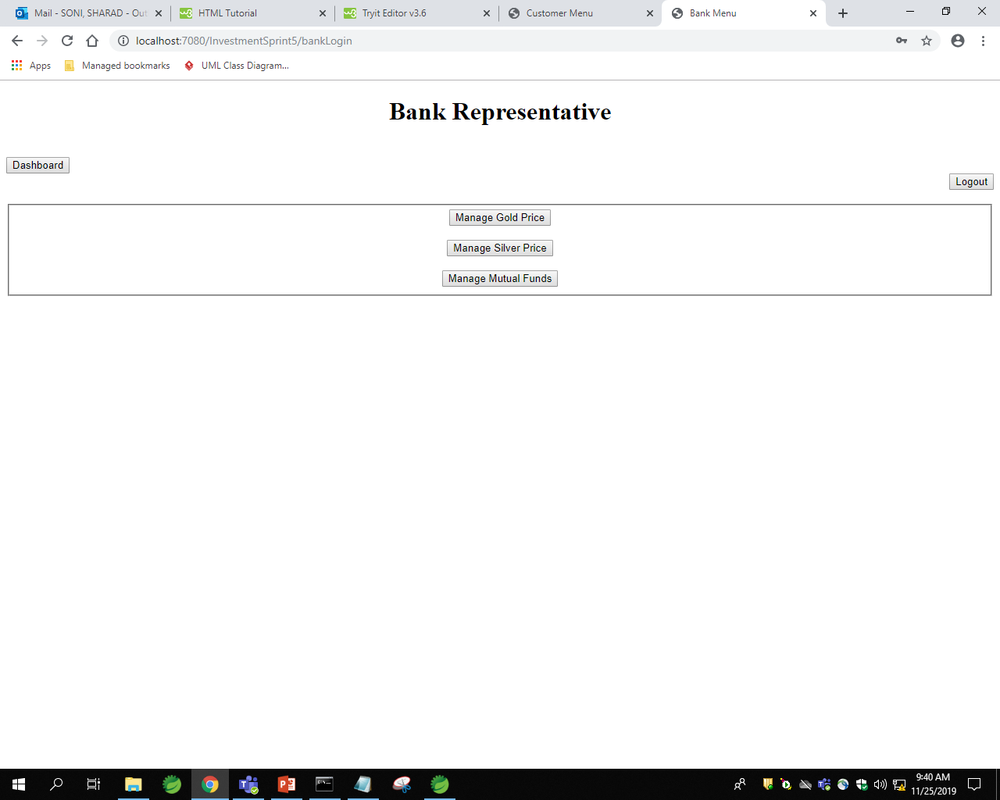 Mail - SONI, SHARAD - Out
HTML Tutorial
Tryit Editor v3.6
Customer Menu
Bank Menu
localhost:7080/InvestmentSprint5/bankLogin
Apps
Managed bookmarks
UML Class Diagram...
Bank Representative
Dashboard
Logout
Manage Gold Price
Manage Silver Price
Manage Mutual Funds
9:40 AM
11/25/2019